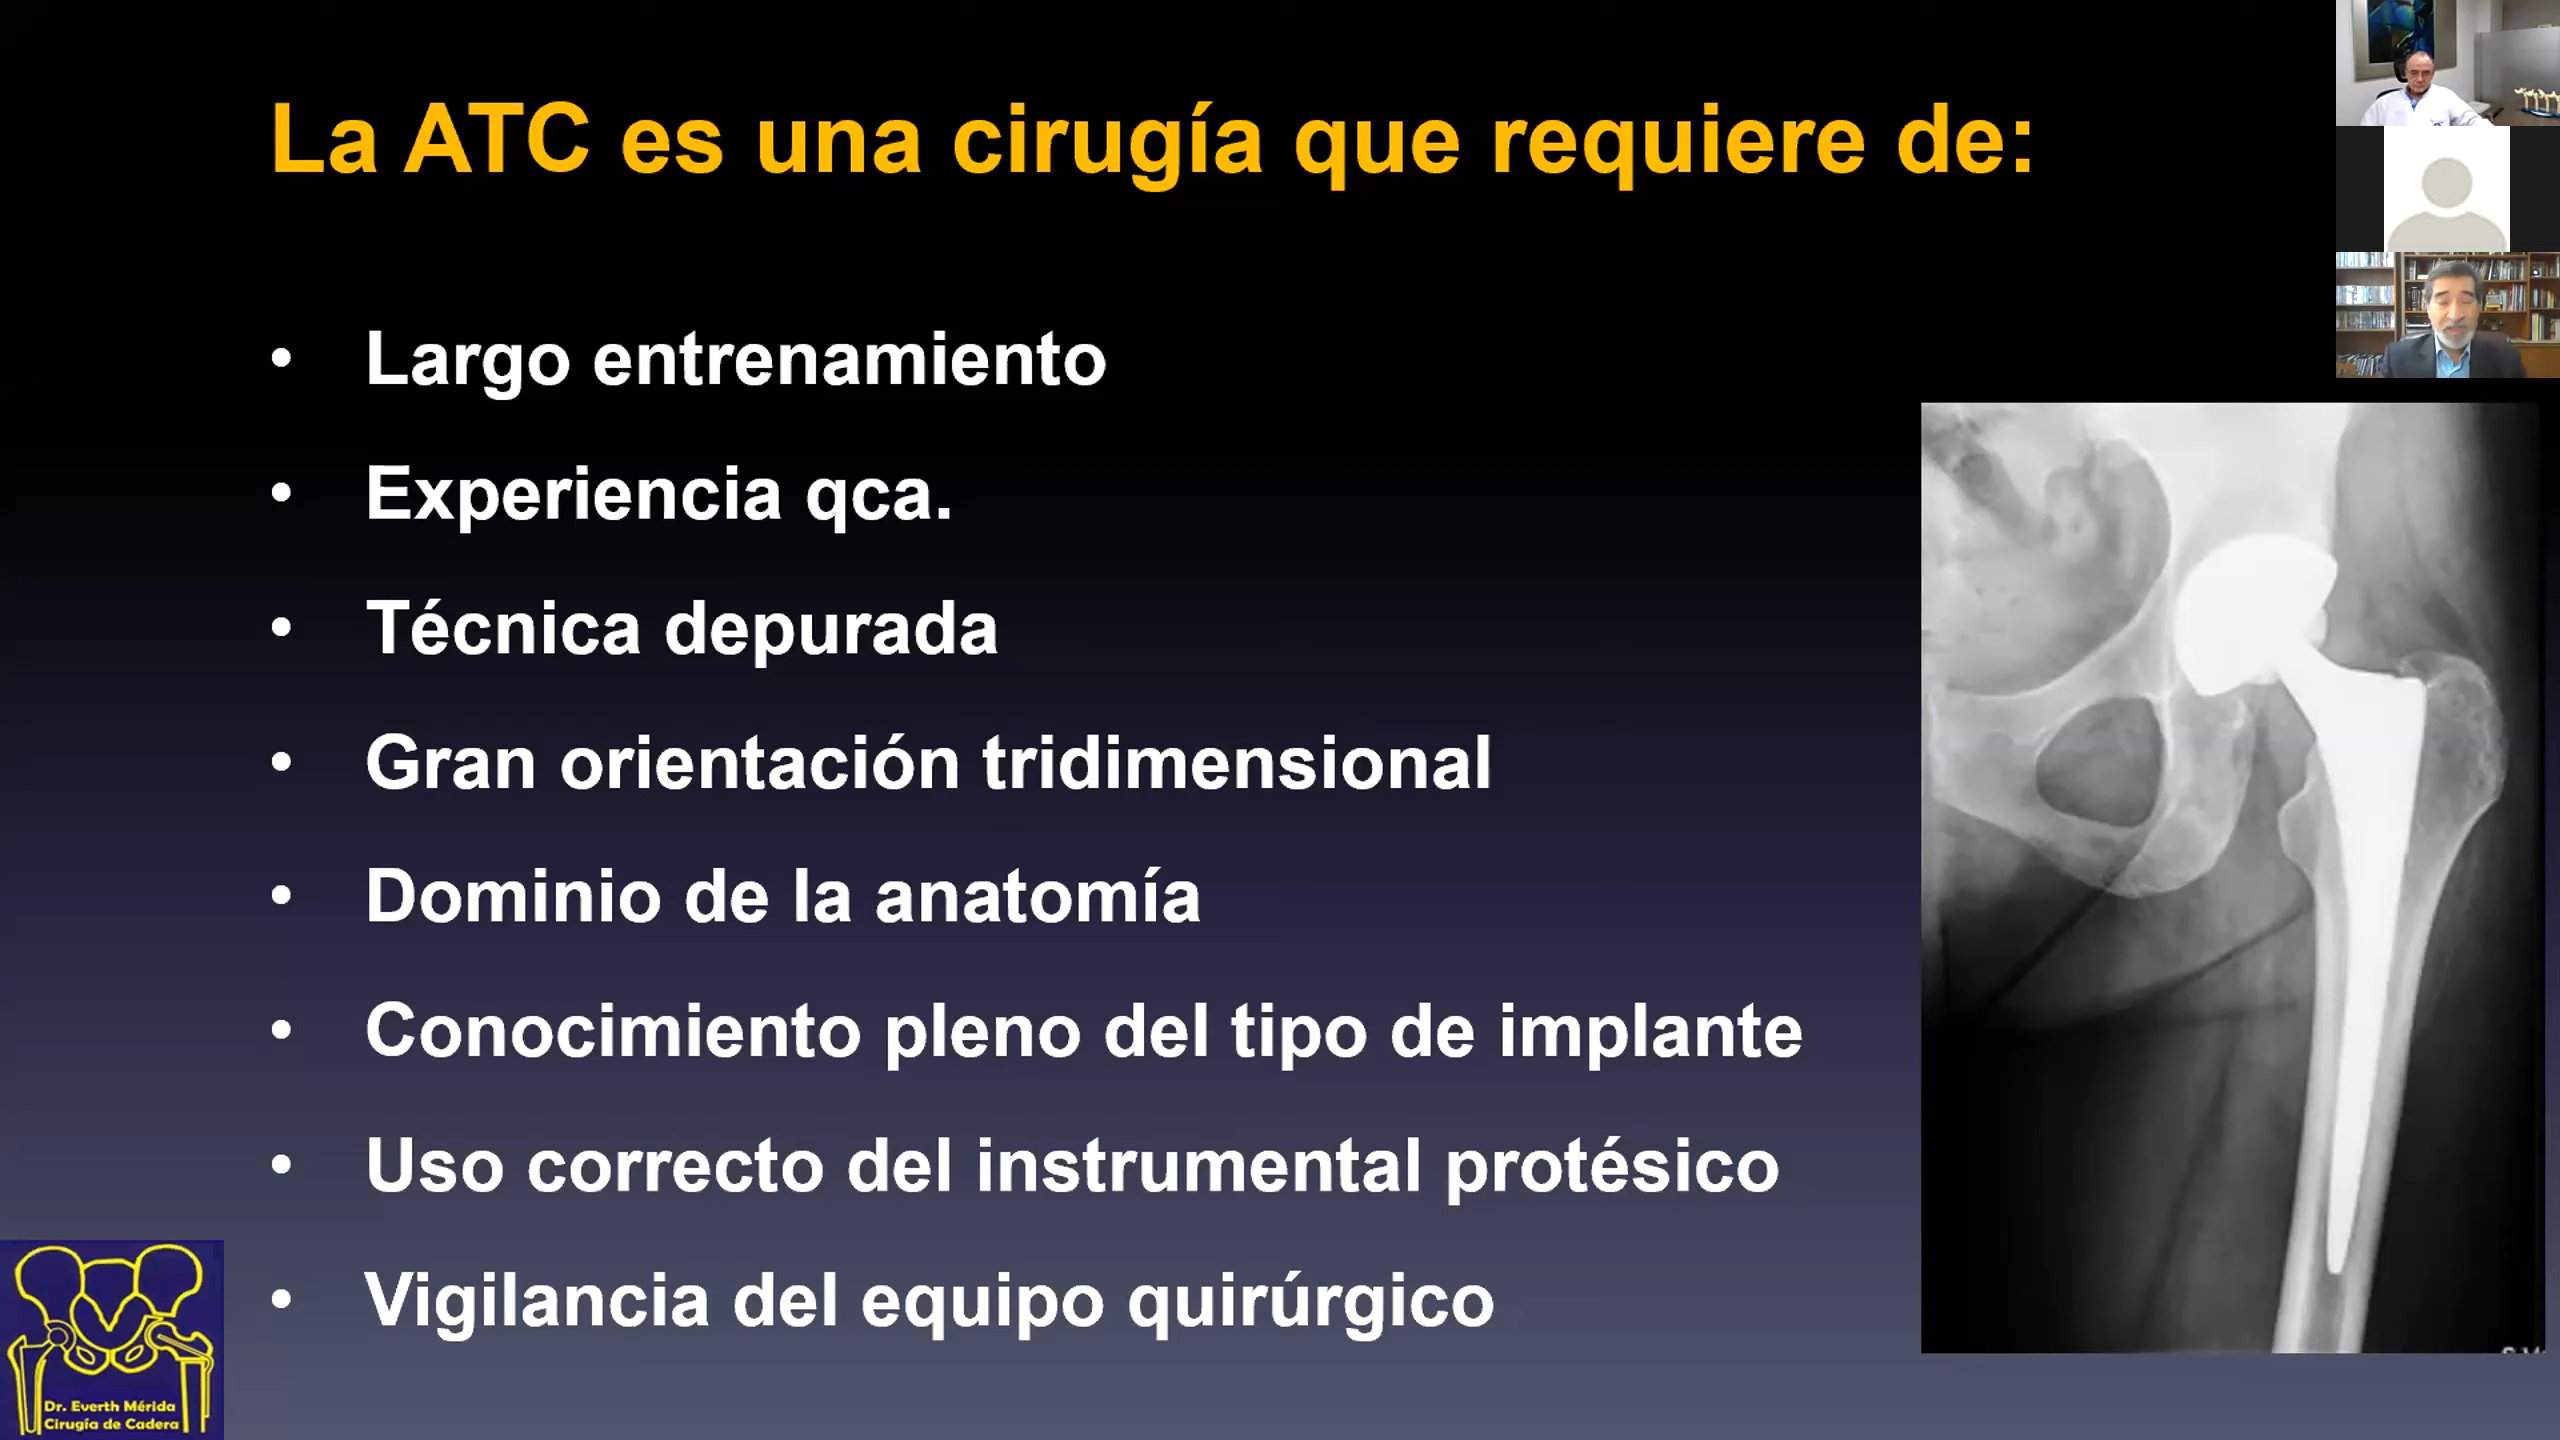 La ATC es una cirugía que requiere de:
• Largo entrenamiento
• Experiencia qca.
• Técnica depurada
• Gran orientación tridimensional
• Dominio de la anatomía
• Conocimiento pleno del tipo de implante
• Uso correcto del instrumental protésico
• Vigilancia del equipo quirúrgico
Dr. Everth Mérida
Cirugía de Cadera